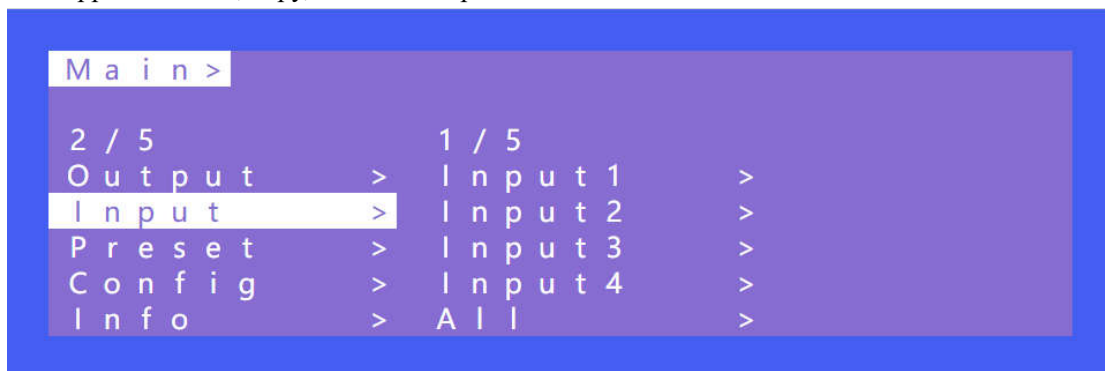 Main>
2/5 1/5
Output > Input1 >
Input > Input2 >
Preset > Input3 >
Config > Input4 >
Info > All >